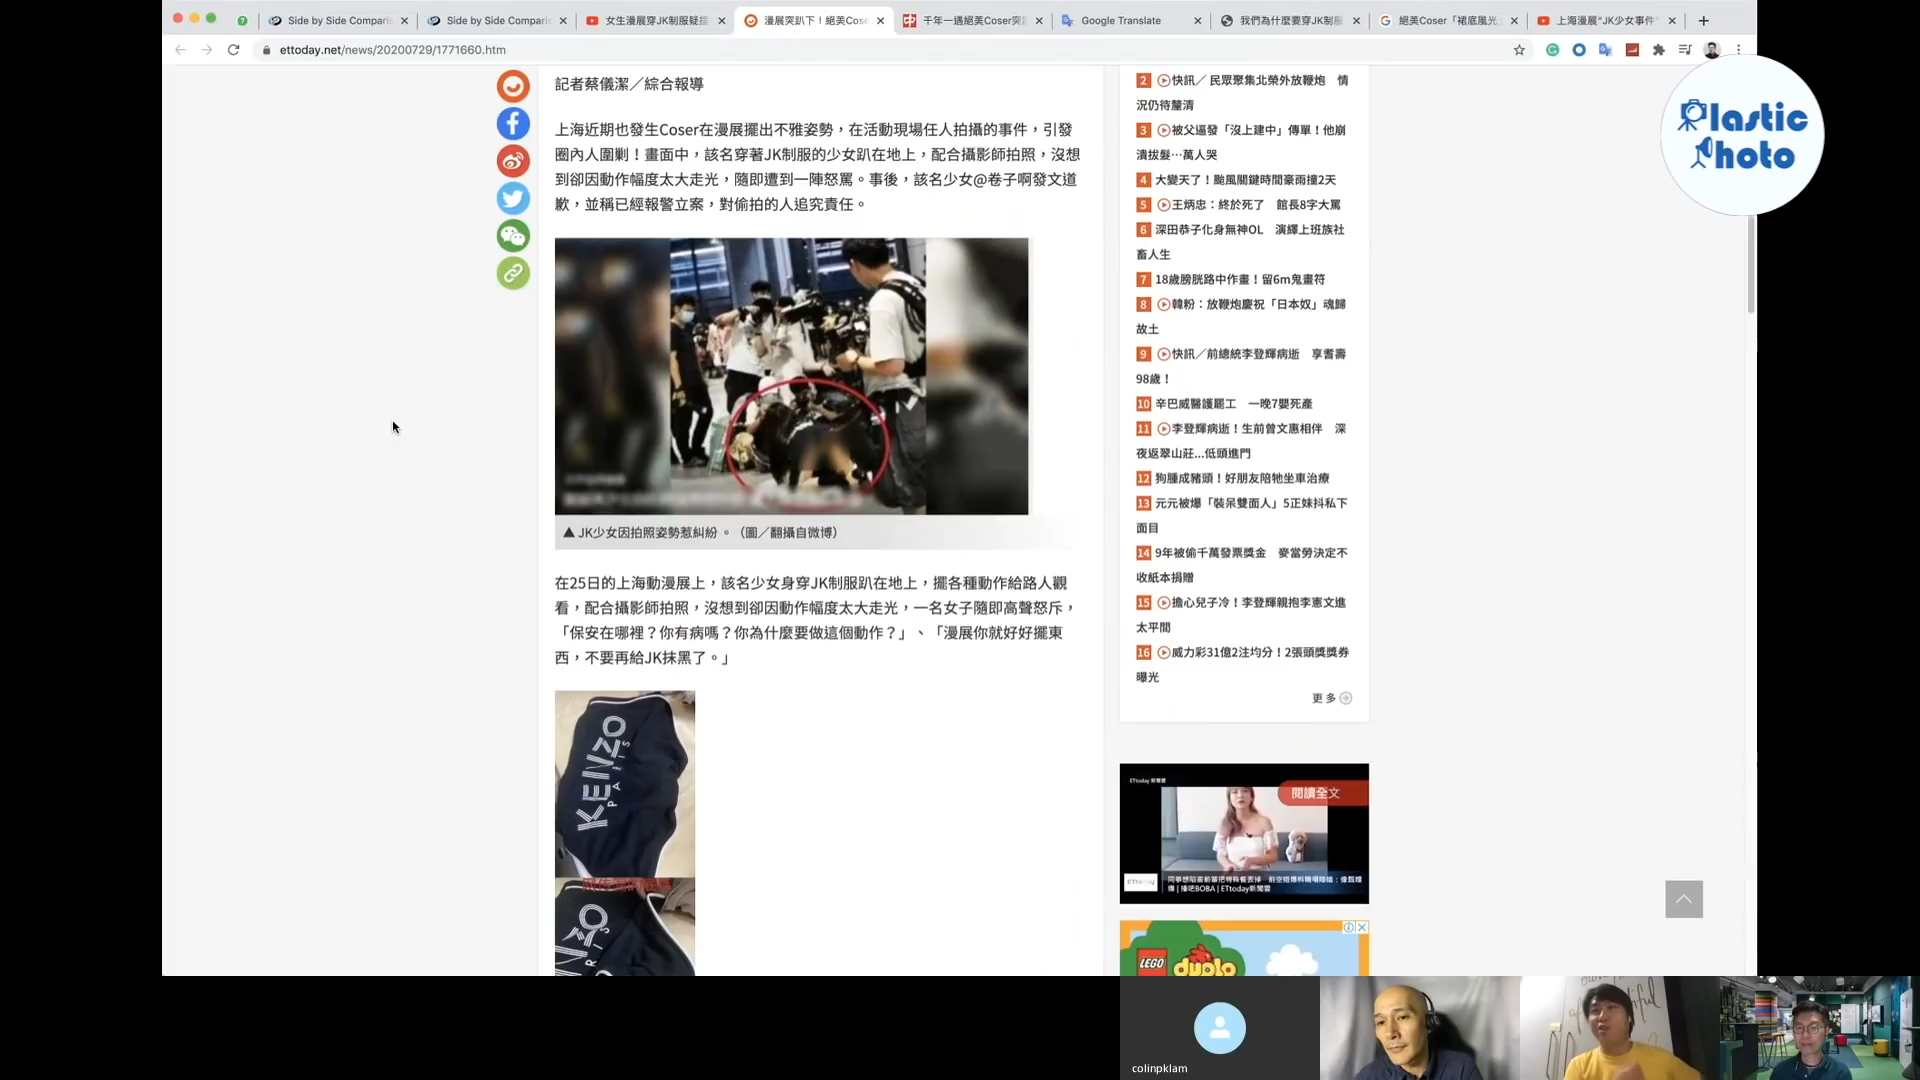 Side by Side Comparis
Side by Side Comparis
女生漫展穿JK制服疑摆
漫展突趴下！絕美Cose
千年一遇絕美Coser突
Google Translate
我們為什麼要穿JK制服
絕美Coser「裙底風光」
上海漫展"JK少女事件"
ettoday.net/news/20200729/1771660.htm
Plastic
Photo
記者蔡儀潔／綜合報導
上海近期也發生Coser在漫展擺出不雅姿勢，在活動現場任人拍攝的事件，引發
圈內人圍剿！畫面中，該名穿著JK制服的少女趴在地上，配合攝影師拍照，沒想
到卻因動作幅度太大走光，隨即遭到一陣怒罵。事後，該名少女@卷子啊發文道
歉，並稱已經報警立案，對偷拍的人追究責任。
▲ JK少女因拍照姿勢惹糾紛 。（圖／翻攝自微博）
在25日的上海動漫展上，該名少女身穿JK制服趴在地上，擺各種動作給路人觀
看，配合攝影師拍照，沒想到卻因動作幅度太大走光，一名女子隨即高聲怒斥，
「保安在哪裡？你有病嗎？你為什麼要做這個動作？」、「漫展你就好好擺東
西，不要再給JK抹黑了。」
KENZO
PARIS
2 快訊／ 民眾聚集北榮外放鞭炮　情
況仍待釐清
3 被父逼發「沒上建中」傳單！他崩
潰拔髮…萬人哭
4 大變天了！颱風關鍵時間豪雨撞2天
5 王炳忠：終於死了　館長8字大罵
6 深田恭子化身無神OL　演繹上班族社
畜人生
7 18歲膀胱路中作畫！留6m鬼畫符
8 韓粉：放鞭炮慶祝「日本奴」魂歸
故土
9 快訊／前總統李登輝病逝　享耆壽
98歲！
10 辛巴威醫護罷工　一晚7嬰死產
11 李登輝病逝！生前曾文惠相伴　深
夜返翠山莊...低頭進門
12 狗腫成豬頭！好朋友陪牠坐車治療
13 元元被爆「裝呆雙面人」5正妹抖私下
面目
14 9年被偷千萬發票獎金　麥當勞決定不
收紙本捐贈
15 擔心兒子冷！李登輝親抱李憲文進
太平間
16 威力彩31億2注均分！2張頭獎獎券
曝光
更多
ETtoday 新聞雲
閱讀全文
傳 | 播吧BOBA | ETtoday新聞雲
LEGO
duplo
colinpklam